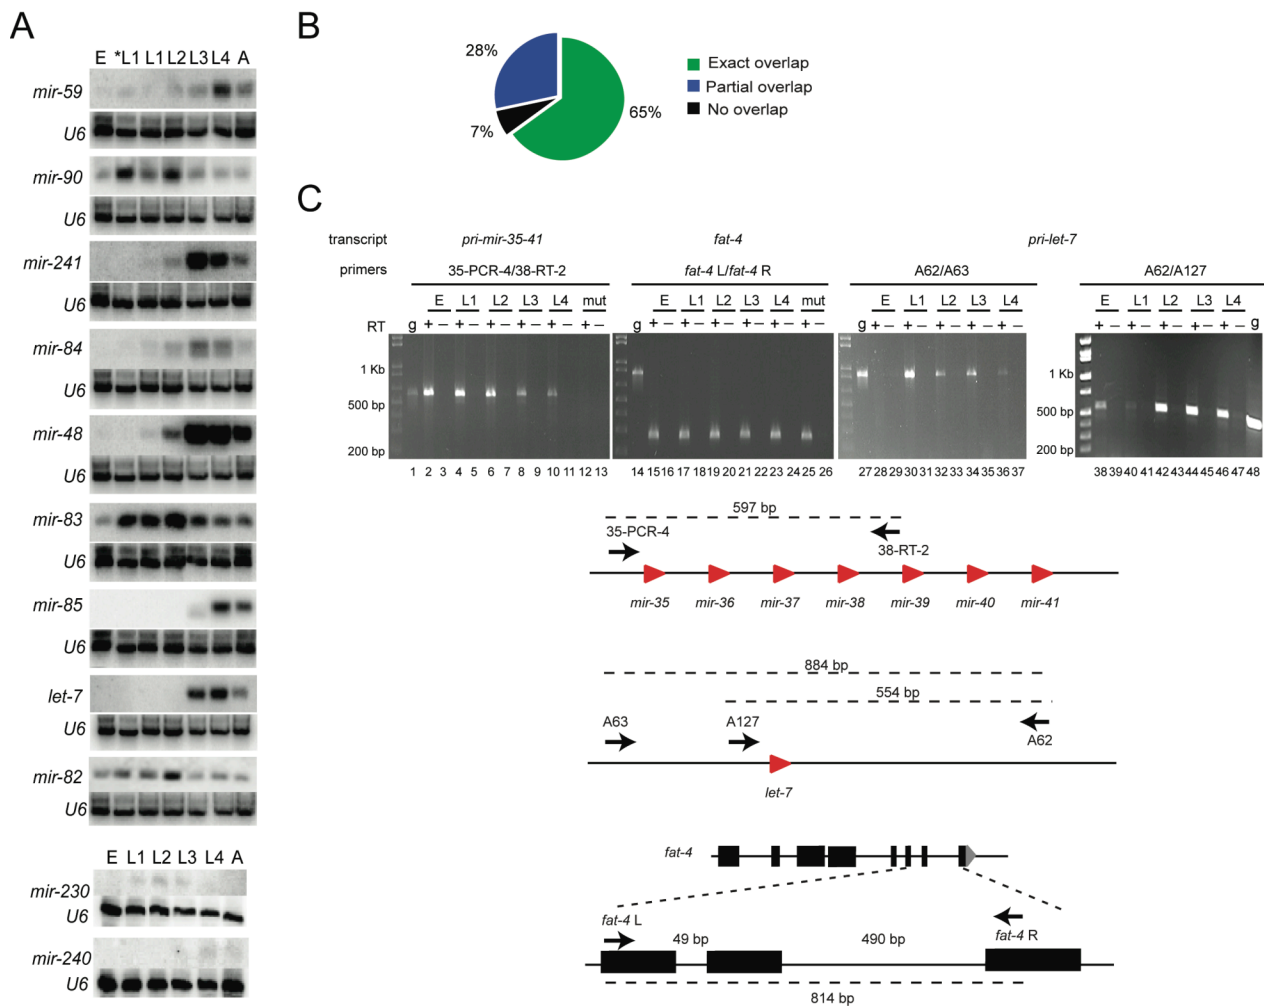 A
E *L1 L1 L2 L3 L4 A
mir-59
U6
mir-90
U6
mir-241
U6
mir-84
U6
mir-48
U6
mir-83
U6
mir-85
U6
let-7
U6
mir-82
U6
E L1 L2 L3 L4 A
mir-230
U6
mir-240
U6
B
28%
7%
65%
Exact overlap
Partial overlap
No overlap
C
transcript pri-mir-35-41 fat-4 pri-let-7
primers 35-PCR-4/38-RT-2 fat-4 L/fat-4 R A62/A63 A62/A127
E L1 L2 L3 L4 mut E L1 L2 L3 L4 mut E L1 L2 L3 L4 E L1 L2 L3 L4
RT g + – + – + – + – + – + – g + – + – + – + – + – + – g + – + – + – + – + – + – + – + – + – + – g
1 Kb 1 Kb
500 bp 500 bp
200 bp 200 bp
1 2 3 4 5 6 7 8 9 10 11 12 13 14 15 16 17 18 19 20 21 22 23 24 25 26 27 28 29 30 31 32 33 34 35 36 37 38 39 40 41 42 43 44 45 46 47 48
597 bp
35-PCR-4
38-RT-2
mir-35 mir-36 mir-37 mir-38 mir-39 mir-40 mir-41
884 bp
554 bp
A63 A127
A62
let-7
fat-4
fat-4 L
49 bp 490 bp
fat-4 R
814 bp